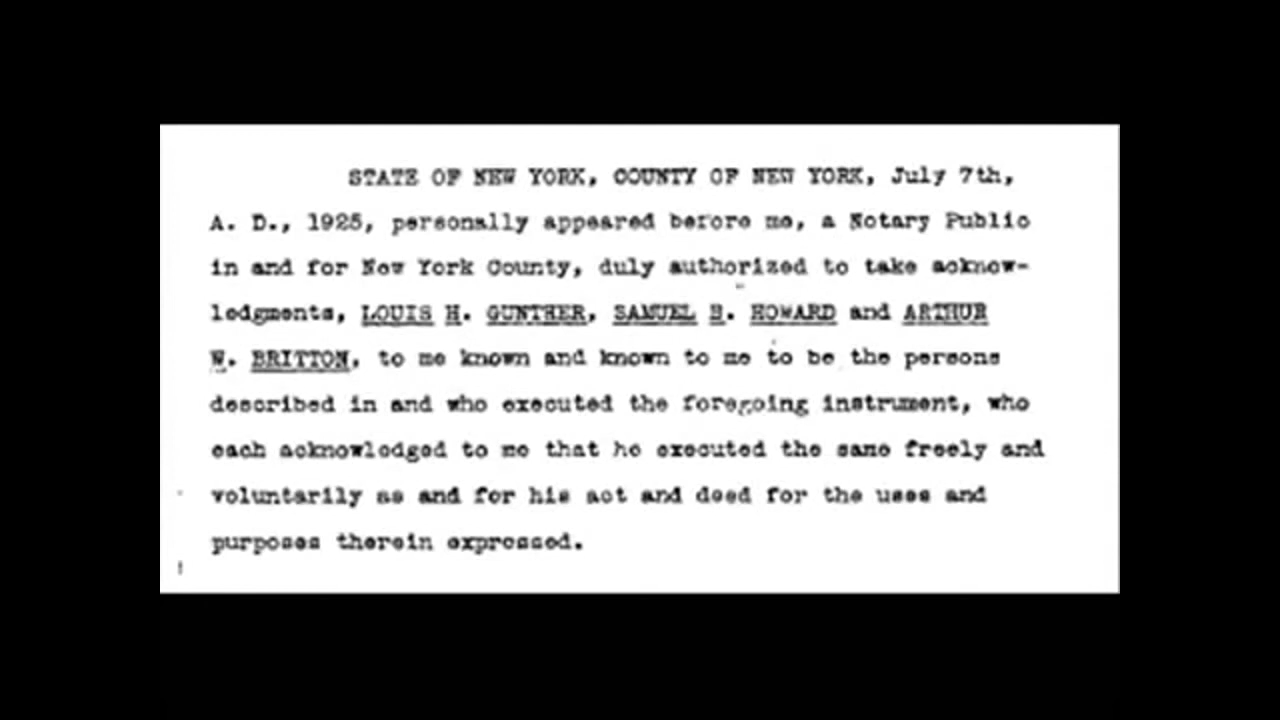 STATE OF NEW YORK, COUNTY OF NEW YORK, July 7th,
A. D., 1925, personally appeared before me, a Notary Public
in and for New York County, duly authorized to take acknow-
ledgments, LOUIS H. GUNTHER, SAMUEL B. HOWARD and ARTHUR
W. BRITTON, to me known and known to me to be the persons
described in and who executed the foregoing instrument, who
each acknowledged to me that he executed the same freely and
voluntarily as and for his act and deed for the uses and
purposes therein expressed.